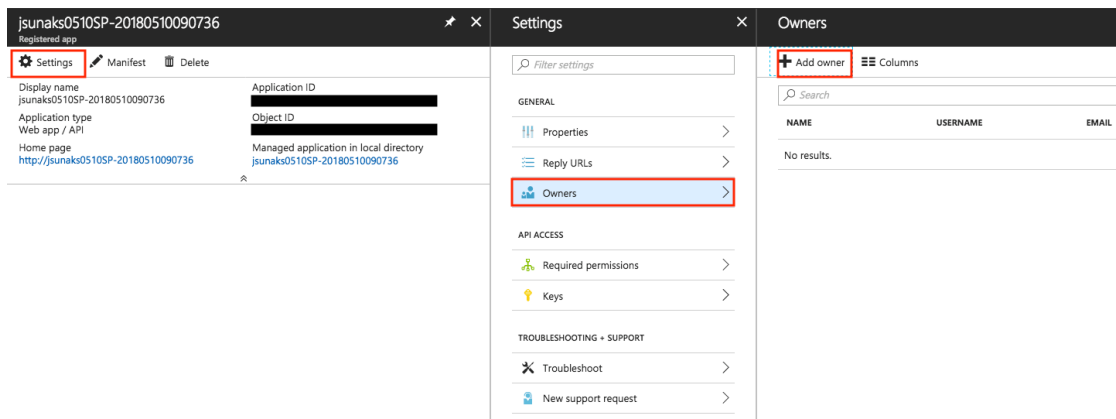 jsunaks0510SP-20180510090736
Registered app
Settings
Manifest
Delete
Display name
jsunaks0510SP-20180510090736
Application ID
Application type
Web app / API
Object ID
Home page
http://jsunaks0510SP-20180510090736
Managed application in local directory
jsunaks0510SP-20180510090736
Settings
Filter settings
GENERAL
Properties
Reply URLs
Owners
API ACCESS
Required permissions
Keys
TROUBLESHOOTING + SUPPORT
Troubleshoot
New support request
Owners
Add owner
Columns
Search
NAME USERNAME EMAIL
No results.